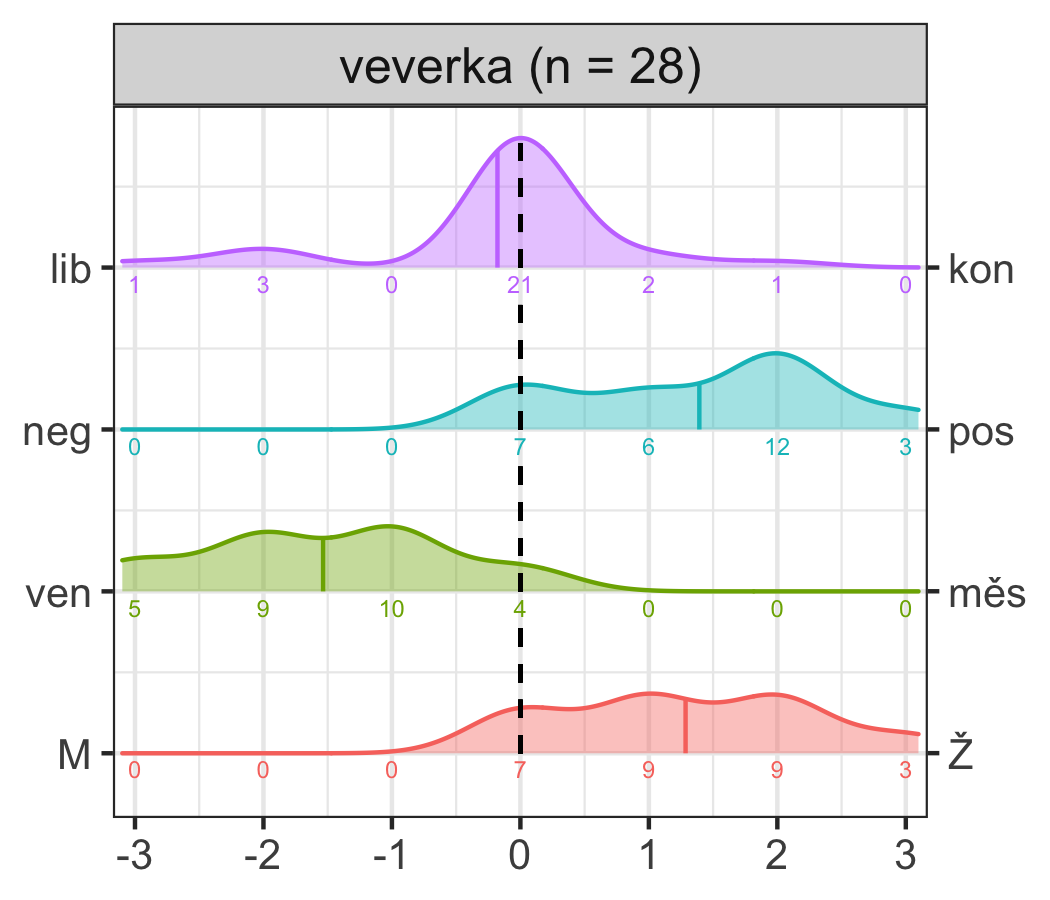 veverka (n = 28)
lib kon
1 3 0 21 2 1 0
neg pos
0 0 0 7 6 12 3
ven měs
5 9 10 4 0 0 0
M Ž
0 0 0 7 9 9 3
-3 -2 -1 0 1 2 3